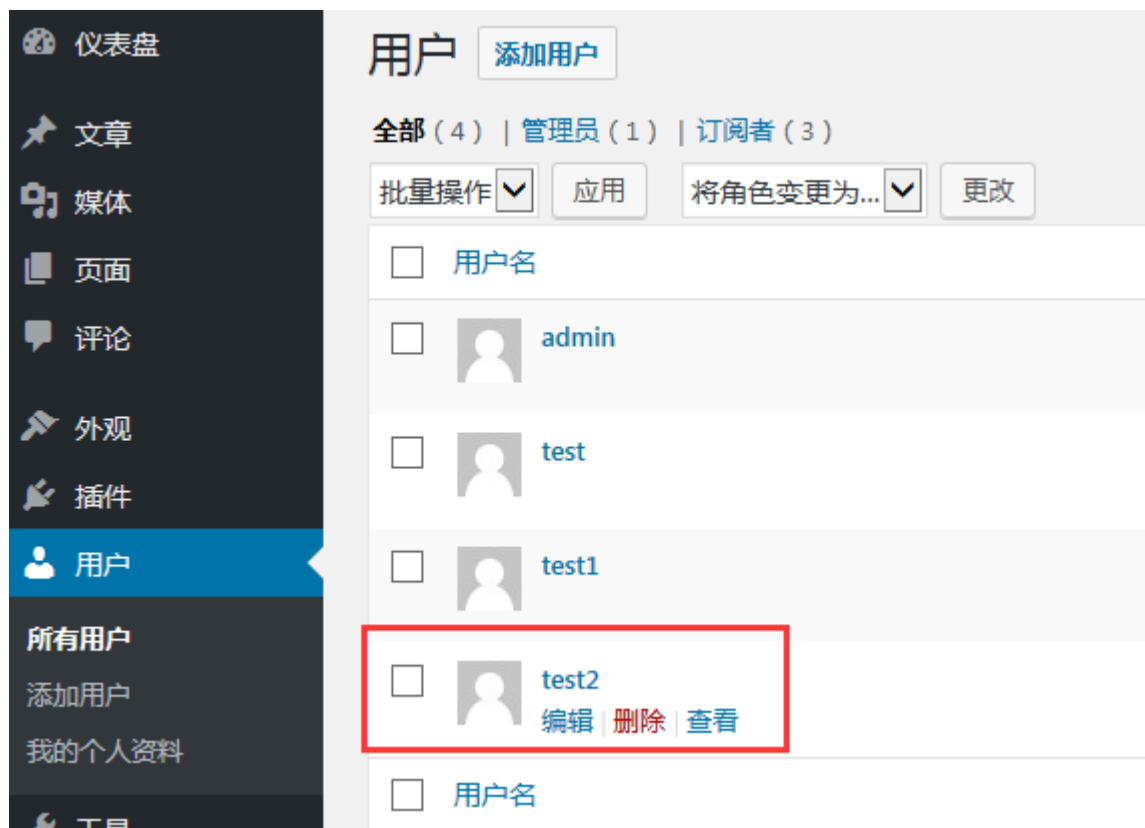 仪表盘
文章
媒体
页面
评论
外观
插件
用户
所有用户
添加用户
我的个人资料
工具
用户 添加用户
全部（4） | 管理员（1） | 订阅者（3）
批量操作 应用 将角色变更为... 更改
用户名
admin
test
test1
test2
编辑 | 删除 | 查看
用户名